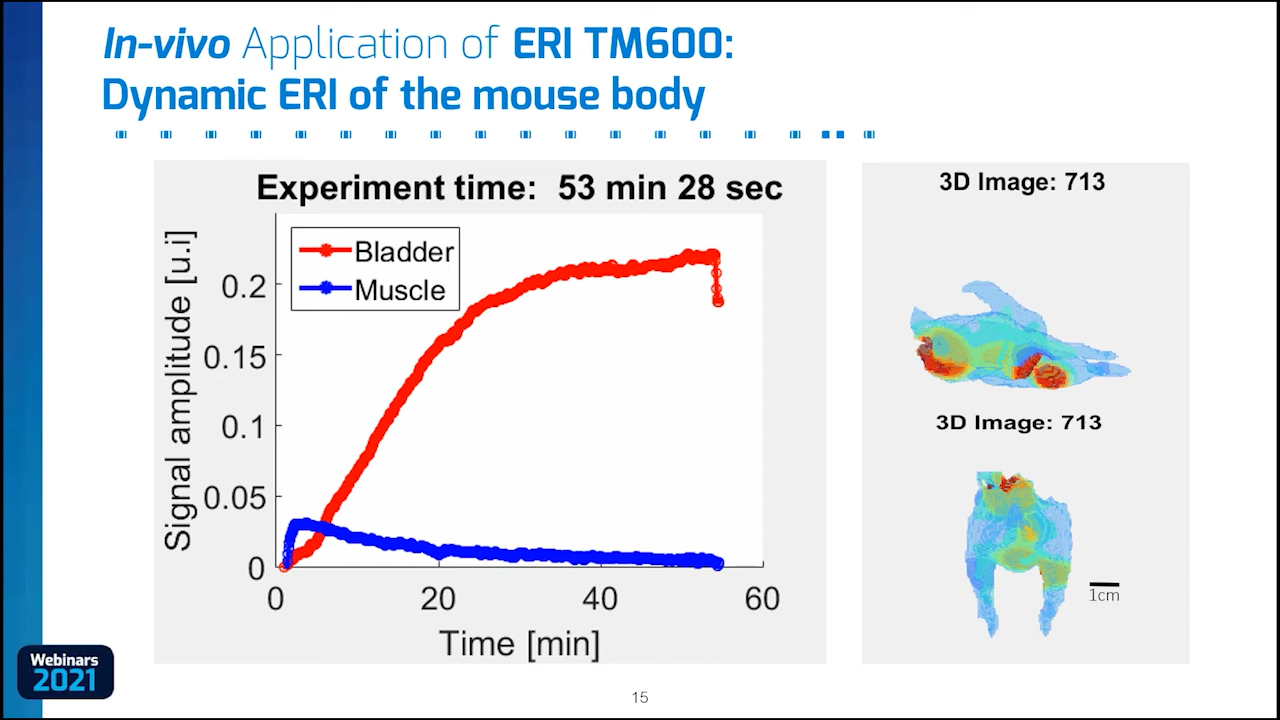 In-vivo Application of ERI TM600:
Dynamic ERI of the mouse body
Experiment time: 53 min 28 sec
Signal amplitude [u.i]
0.2
0.15
0.1
0.05
0
Bladder
Muscle
0 20 40 60
Time [min]
3D Image: 713
3D Image: 713
1cm
Webinars
2021
15